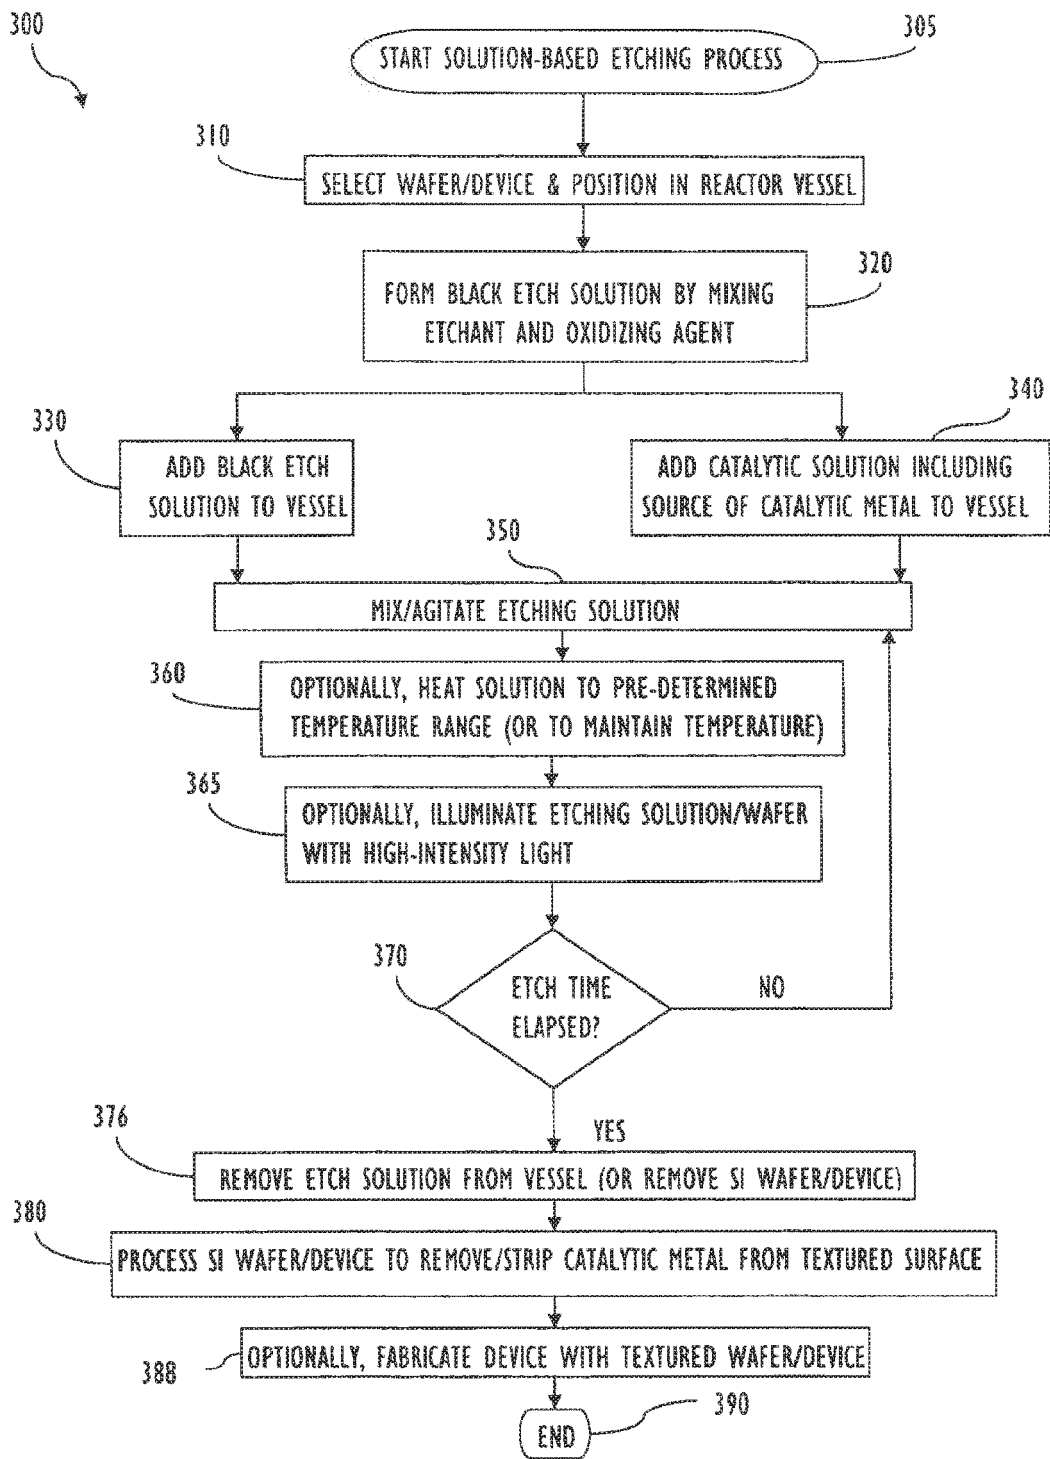 300
305
START SOLUTION-BASED ETCHING PROCESS
310
SELECT WAFER/DEVICE & POSITION IN REACTOR VESSEL
320
FORM BLACK ETCH SOLUTION BY MIXING
ETCHANT AND OXIDIZING AGENT
330
ADD BLACK ETCH
SOLUTION TO VESSEL
340
ADD CATALYTIC SOLUTION INCLUDING
SOURCE OF CATALYTIC METAL TO VESSEL
350
MIX/AGITATE ETCHING SOLUTION
360
OPTIONALLY, HEAT SOLUTION TO PRE-DETERMINED
TEMPERATURE RANGE (OR TO MAINTAIN TEMPERATURE)
365
OPTIONALLY, ILLUMINATE ETCHING SOLUTION/WAFER
WITH HIGH-INTENSITY LIGHT
370
ETCH TIME
ELAPSED?
NO
YES
376
REMOVE ETCH SOLUTION FROM VESSEL (OR REMOVE SI WAFER/DEVICE)
380
PROCESS SI WAFER/DEVICE TO REMOVE/STRIP CATALYTIC METAL FROM TEXTURED SURFACE
388
OPTIONALLY, FABRICATE DEVICE WITH TEXTURED WAFER/DEVICE
390
END